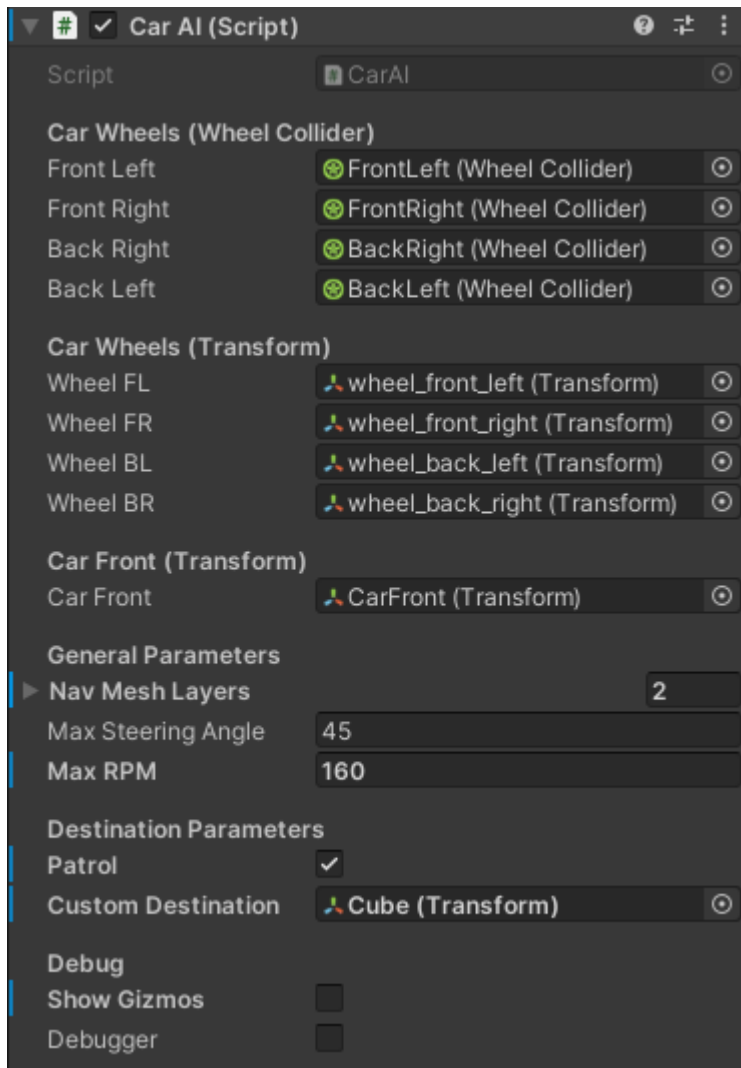 # Car AI (Script)
Script # CarAI
Car Wheels (Wheel Collider)
Front Left FrontLeft (Wheel Collider)
Front Right FrontRight (Wheel Collider)
Back Right BackRight (Wheel Collider)
Back Left BackLeft (Wheel Collider)
Car Wheels (Transform)
Wheel FL wheel_front_left (Transform)
Wheel FR wheel_front_right (Transform)
Wheel BL wheel_back_left (Transform)
Wheel BR wheel_back_right (Transform)
Car Front (Transform)
Car Front CarFront (Transform)
General Parameters
Nav Mesh Layers 2
Max Steering Angle 45
Max RPM 160
Destination Parameters
Patrol
Custom Destination Cube (Transform)
Debug
Show Gizmos
Debugger